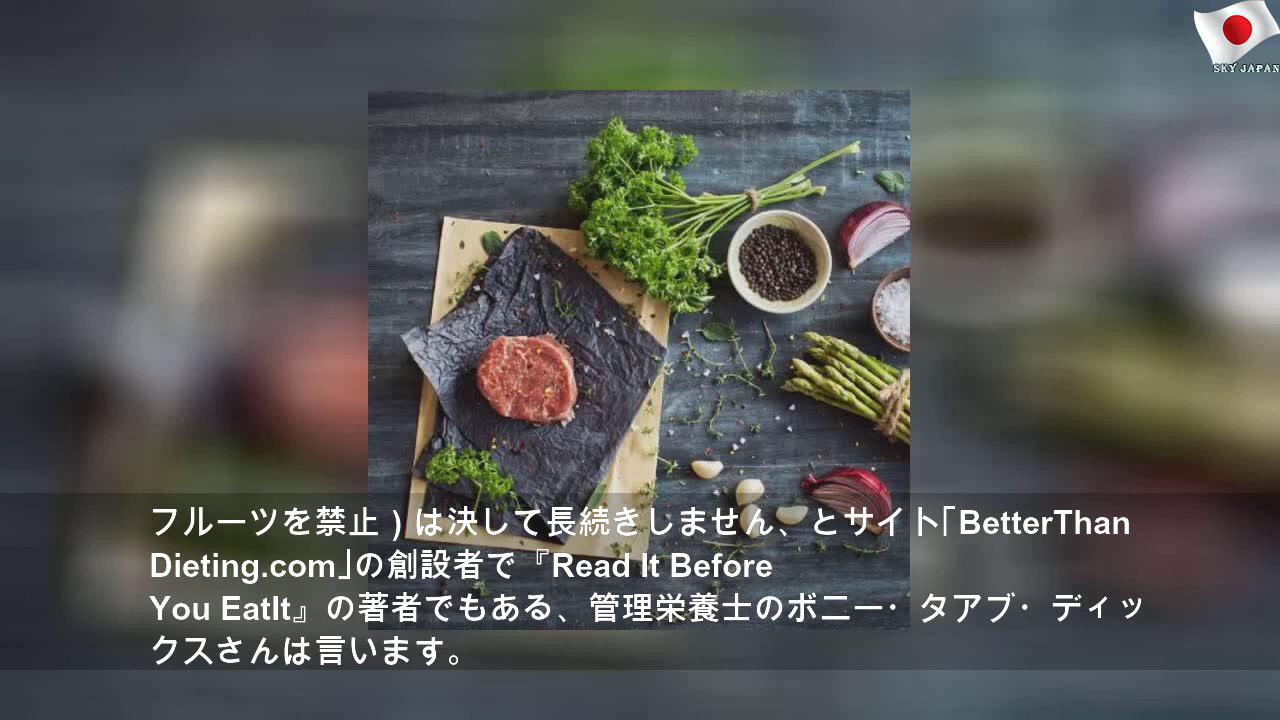 SKY JAPAN
フルーツを禁止）は決して長続きしません、とサイト｢BetterThan
Dieting.com｣の創設者で『Read It Before
You EatIt』の著者でもある、管理栄養士のボニー・タアブ・ディッ
クスさんは言います。